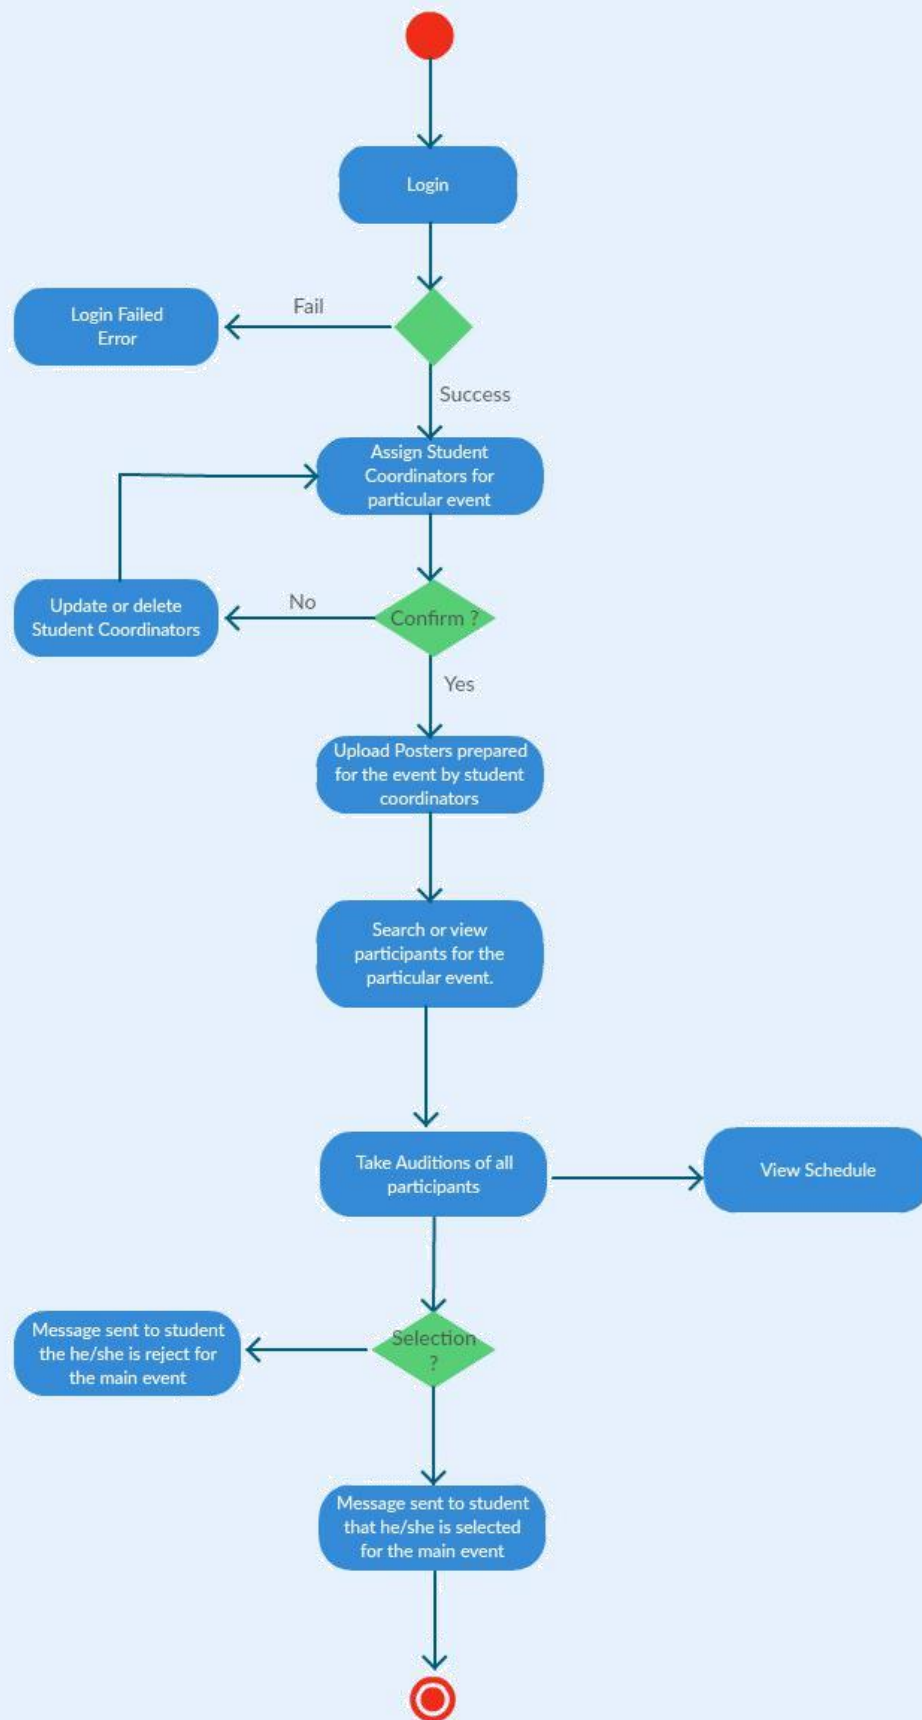 Login
Fail
Login Failed
Error
Success
Assign Student
Coordinators for
particular event
No
Update or delete
Student Coordinators
Confirm ?
Yes
Upload Posters prepared
for the event by student
coordinators
Search or view
participants for the
particular event.
Take Auditions of all
participants
View Schedule
Selection
?
Message sent to student
the he/she is reject for
the main event
Message sent to student
that he/she is selected
for the main event